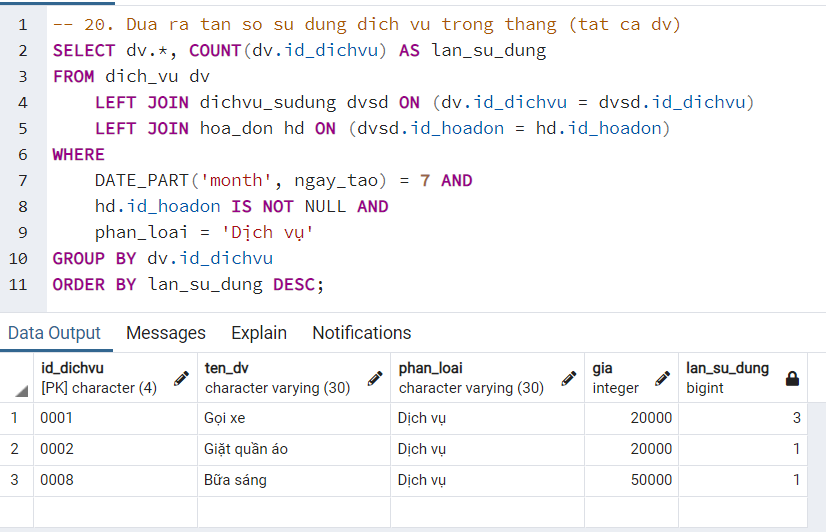 1 -- 20. Dua ra tan so su dung dich vu trong thang (tat ca dv)
2 SELECT dv.*, COUNT(dv.id_dichvu) AS lan_su_dung
3 FROM dich_vu dv
4 LEFT JOIN dichvu_sudung dvsd ON (dv.id_dichvu = dvsd.id_dichvu)
5 LEFT JOIN hoa_don hd ON (dvsd.id_hoadon = hd.id_hoadon)
6 WHERE
7 DATE_PART('month', ngay_tao) = 7 AND
8 hd.id_hoadon IS NOT NULL AND
9 phan_loai = 'Dịch vụ'
10 GROUP BY dv.id_dichvu
11 ORDER BY lan_su_dung DESC;
Data Output Messages Explain Notifications
id_dichvu ten_dv phan_loai gia lan_su_dung
[PK] character (4) character varying (30) character varying (30) integer bigint
1 0001 Gọi xe Dịch vụ 20000 3
2 0002 Giặt quần áo Dịch vụ 20000 1
3 0008 Bữa sáng Dịch vụ 50000 1